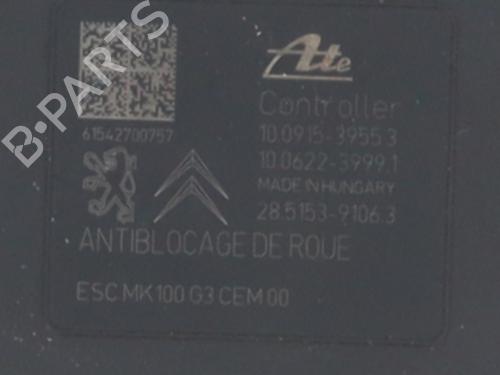 Ate
Controller
61542700757
10.0915-3955.3
10.0622-3999.1
MADE IN HUNGARY
28.5153-9106.3
ANTIBLOCAGE DE ROUE
ESC MK100 G3 CEM 00
B-PARTS